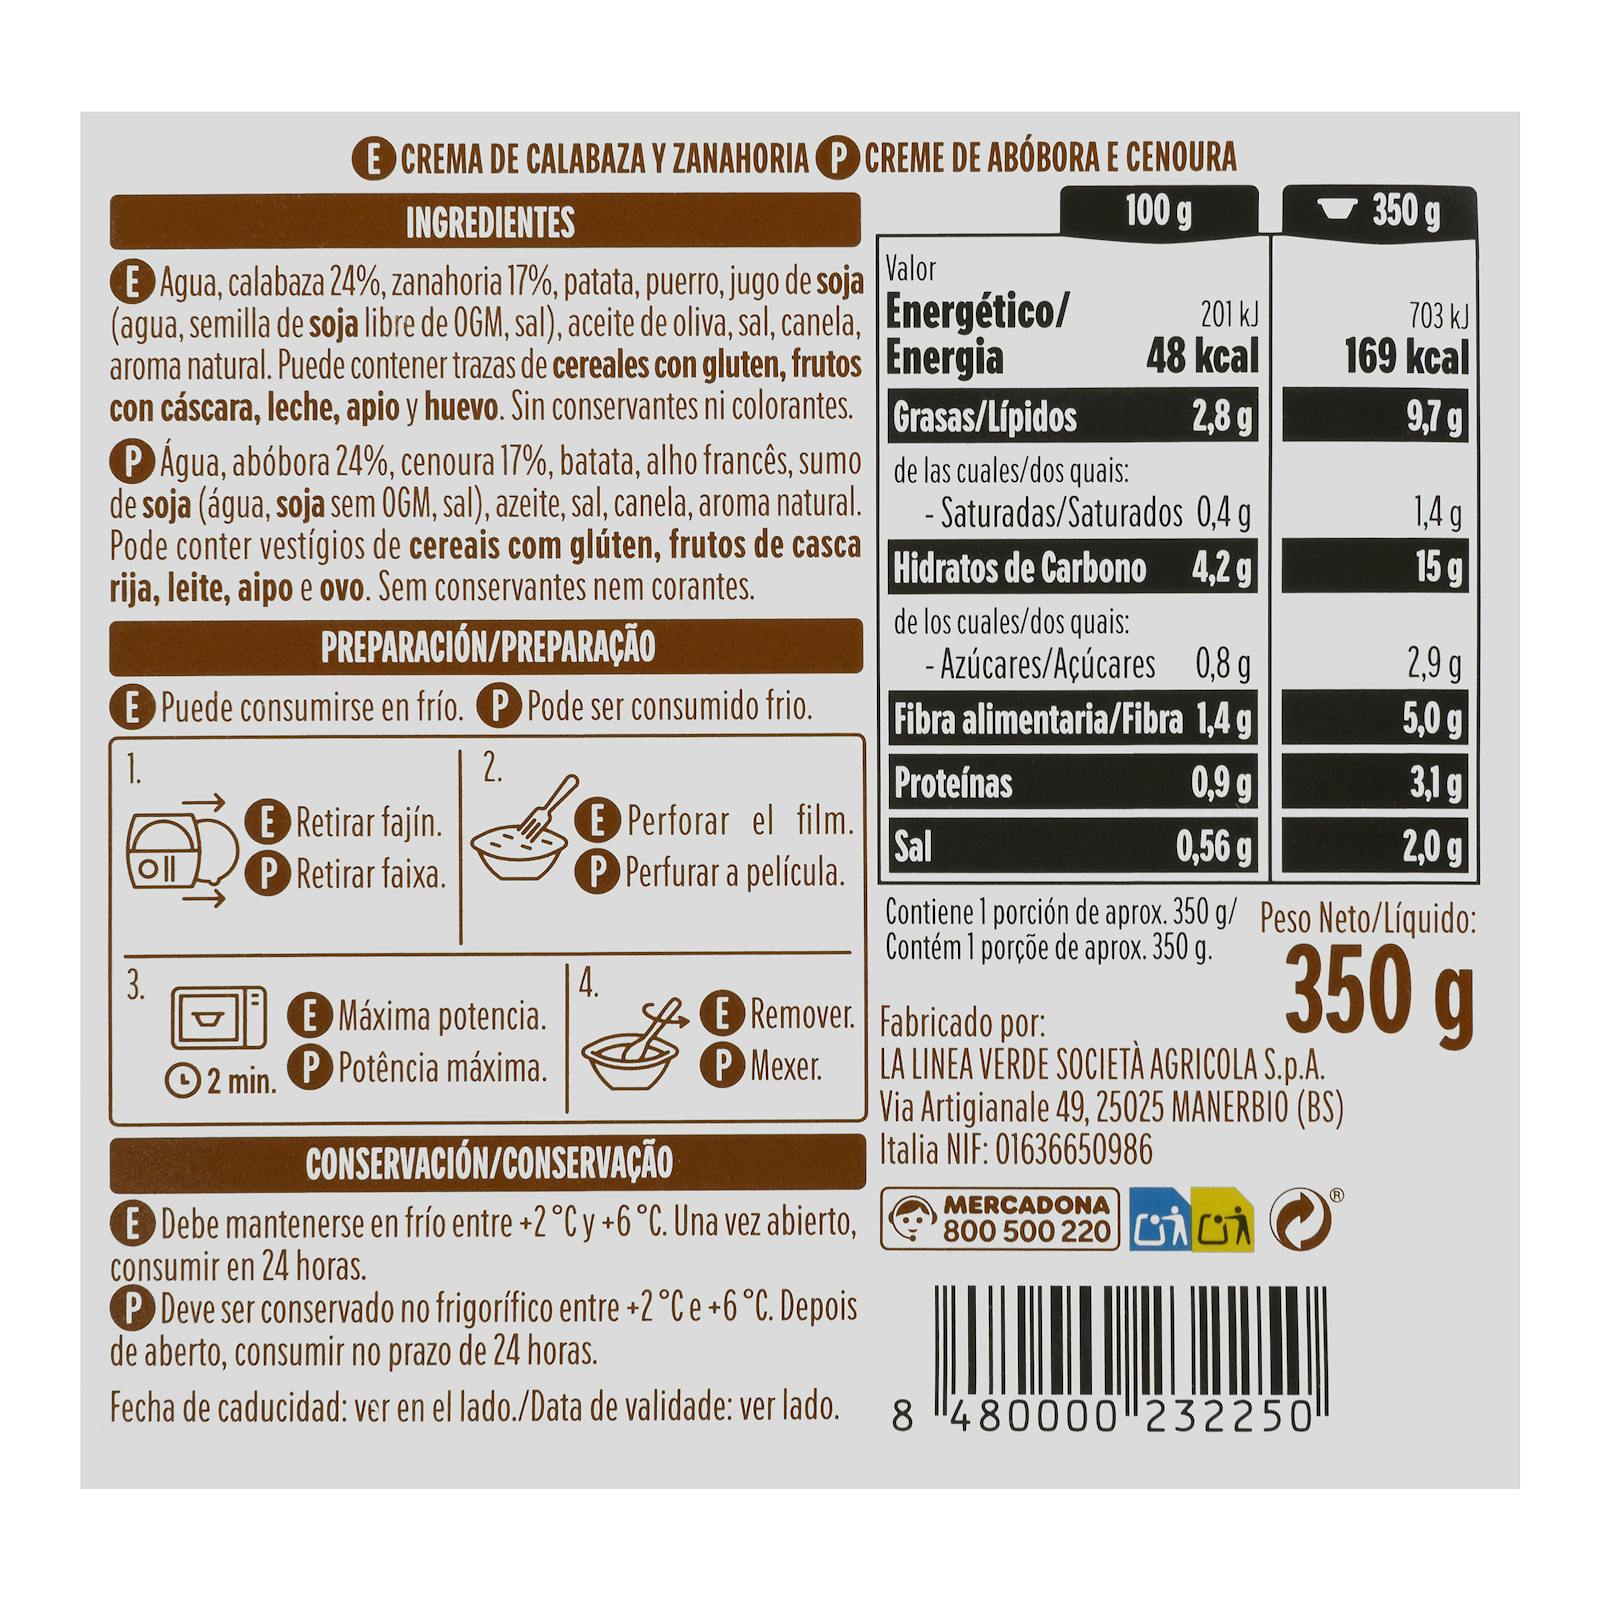 E CREMA DE CALABAZA Y ZANAHORIA P CREME DE ABÓBORA E CENOURA
INGREDIENTES
E Agua, calabaza 24%, zanahoria 17%, patata, puerro, jugo de soja
(agua, semilla de soja libre de OGM, sal), aceite de oliva, sal, canela,
aroma natural. Puede contener trazas de cereales con gluten, frutos
con cáscara, leche, apio y huevo. Sin conservantes ni colorantes.
P Água, abóbora 24%, cenoura 17%, batata, alho francês, sumo
de soja (água, soja sem OGM, sal), azeite, sal, canela, aroma natural.
Pode conter vestígios de cereais com glúten, frutos de casca
rija, leite, aipo e ovo. Sem conservantes nem corantes.
PREPARACIÓN/PREPARAÇÃO
E Puede consumirse en frío. P Pode ser consumido frio.
1.
E Retirar fajín.
P Retirar faixa.
2.
E Perforar el film.
P Perfurar a película.
3.
2 min.
E Máxima potencia.
P Potência máxima.
4.
E Remover.
P Mexer.
CONSERVACIÓN/CONSERVAÇÃO
E Debe mantenerse en frío entre +2 °C y +6 °C. Una vez abierto,
consumir en 24 horas.
P Deve ser conservado no frigorífico entre +2 °C e +6 °C. Depois
de aberto, consumir no prazo de 24 horas.
Fecha de caducidad: ver en el lado./Data de validade: ver lado.
100 g 350 g
Valor
Energético/ 201 kJ 703 kJ
Energia 48 kcal 169 kcal
Grasas/Lípidos 2,8 g 9,7 g
de las cuales/dos quais:
- Saturadas/Saturados 0,4 g 1,4 g
Hidratos de Carbono 4,2 g 15 g
de los cuales/dos quais:
- Azúcares/Açúcares 0,8 g 2,9 g
Fibra alimentaria/Fibra 1,4 g 5,0 g
Proteínas 0,9 g 3,1 g
Sal 0,56 g 2,0 g
Contiene 1 porción de aprox. 350 g/
Contém 1 porçõe de aprox. 350 g.
Peso Neto/Líquido:
350 g
Fabricado por:
LA LINEA VERDE SOCIETÀ AGRICOLA S.p.A.
Via Artigianale 49, 25025 MANERBIO (BS)
Italia NIF: 01636650986
MERCADONA
800 500 220
®
8 480000 232250